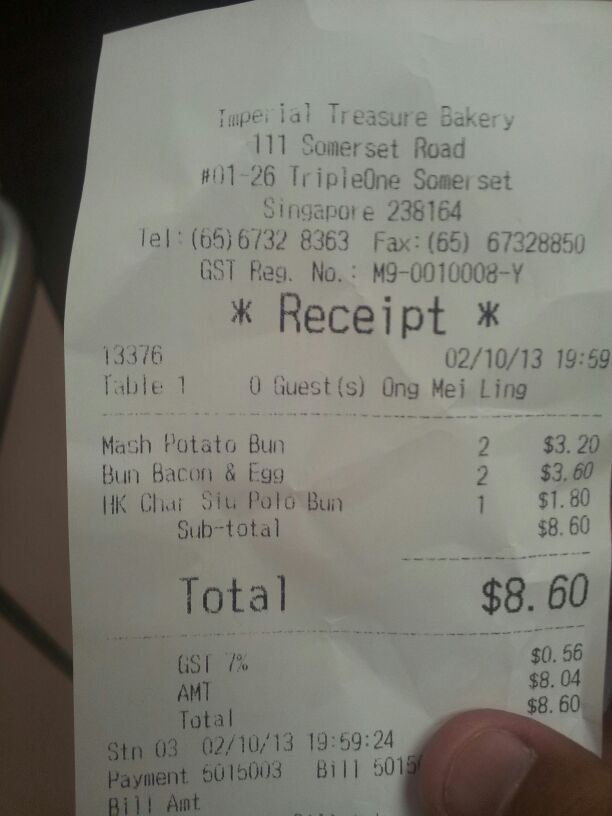 Imperial Treasure Bakery
111 Somerset Road
#01-26 TripleOne Somerset
Singapore 238164
Tel:(65)6732 8363 Fax:(65) 67328850
GST Reg. No.: M9-0010008-Y
* Receipt *
13376 02/10/13 19:59
Table 1 0 Guest(s) Ong Mei Ling
Mash Potato Bun 2 $3.20
Bun Bacon & Egg 2 $3.60
HK Char Siu Polo Bun 1 $1.80
Sub-total $8.60
Total $8.60
GST 7% $0.56
AMT $8.04
Total $8.60
Stn 03 02/10/13 19:59:24
Payment 5015003 Bill
Bill Amt